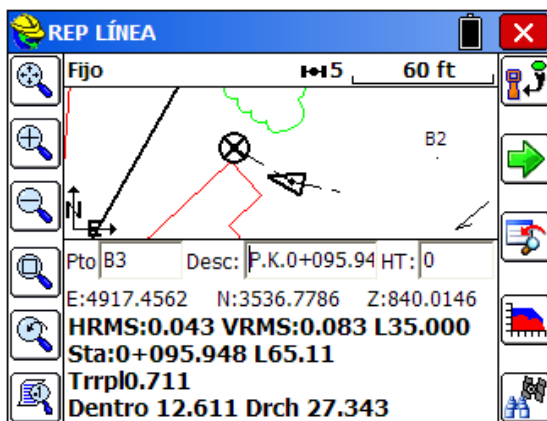 REP LÍNEA
Fijo 5 60 ft
B2
N
E
Pto B3 Desc: P.K.0+095.94 HT: 0
E:4917.4562 N:3536.7786 Z:840.0146
HRMS:0.043 VRMS:0.083 L35.000
Sta:0+095.948 L65.11
Trrpl0.711
Dentro 12.611 Drch 27.343